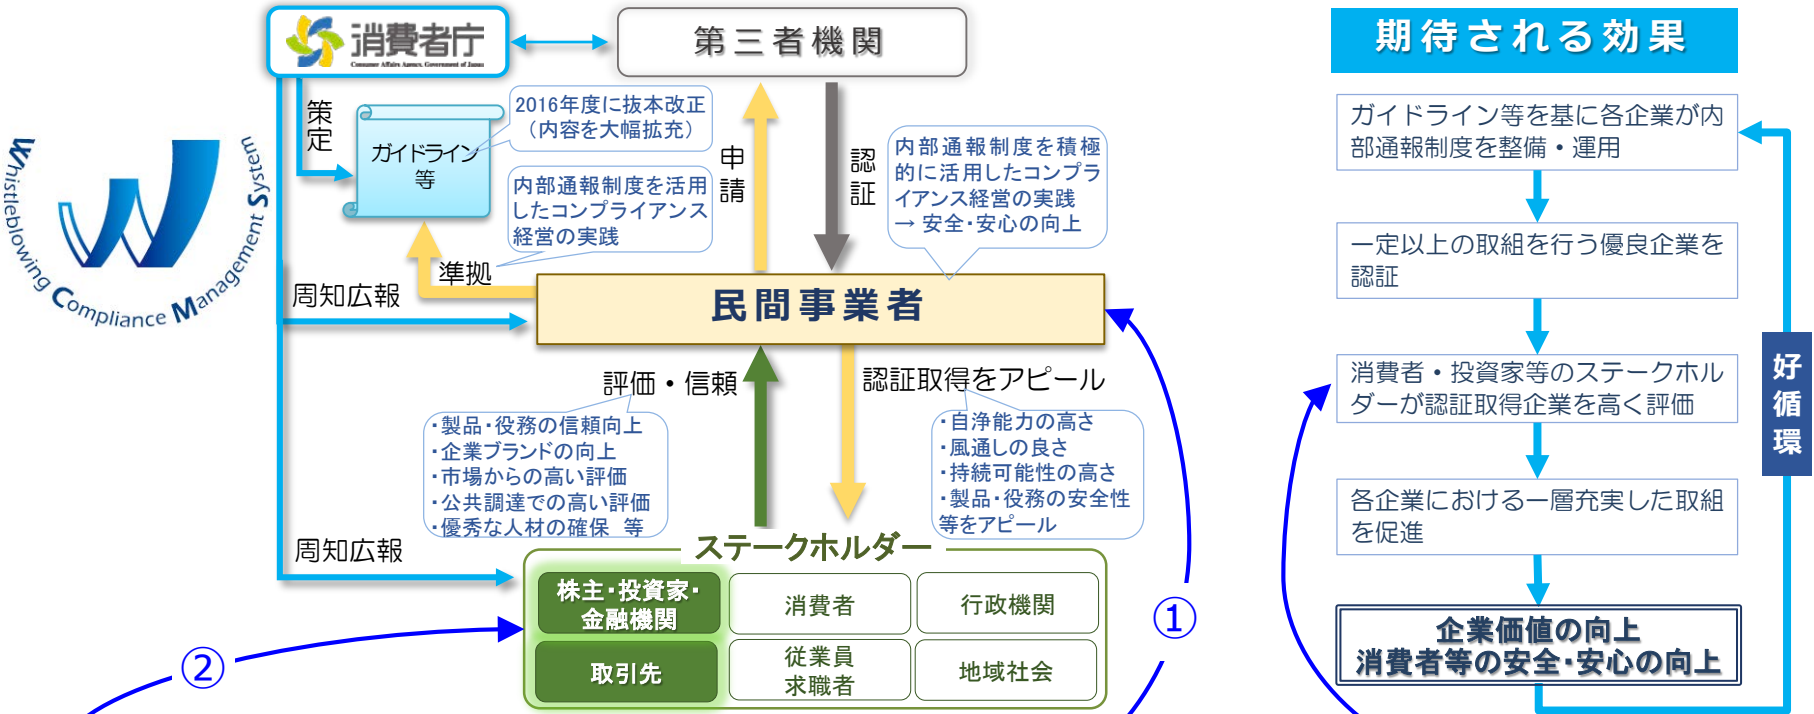 消費者庁
Consumer Affairs Agency, Government of Japan
第三者機関
策定
ガイドライン
等
2016年度に抜本改正
（内容を大幅拡充）
内部通報制度を活用
したコンプライアンス
経営の実践
申請
認証
内部通報制度を積極
的に活用したコンプラ
イアンス経営の実践
→ 安全･安心の向上
Whistleblowing Compliance Management System
準拠
周知広報
民間事業者
評価・信頼
認証取得をアピール
･製品･役務の信頼向上
･企業ブランドの向上
･市場からの高い評価
･公共調達での高い評価
･優秀な人材の確保 等
･自浄能力の高さ
･風通しの良さ
･持続可能性の高さ
･製品･役務の安全性
等をアピール
周知広報
ステークホルダー
株主･投資家･
金融機関
消費者
行政機関
取引先
従業員
求職者
地域社会
①
②
期待される効果
ガイドライン等を基に各企業が内
部通報制度を整備・運用
一定以上の取組を行う優良企業を
認証
消費者・投資家等のステークホル
ダーが認証取得企業を高く評価
各企業における一層充実した取組
を促進
企業価値の向上
消費者等の安全･安心の向上
好循環